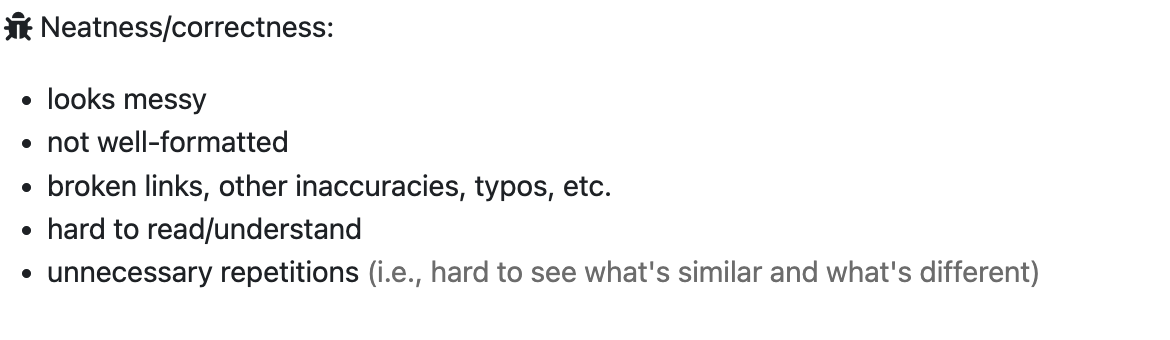 Neatness/correctness:
• looks messy
• not well-formatted
• broken links, other inaccuracies, typos, etc.
• hard to read/understand
• unnecessary repetitions (i.e., hard to see what's similar and what's different)